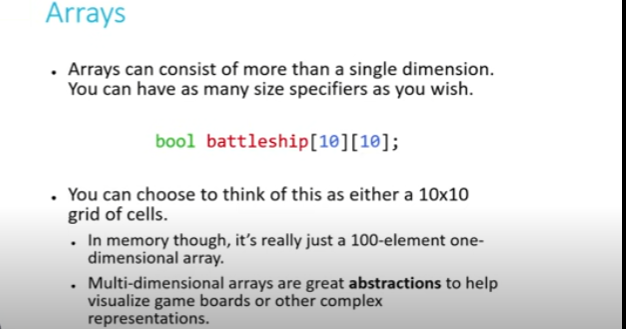 Arrays
• Arrays can consist of more than a single dimension.
You can have as many size specifiers as you wish.
bool battleship[10][10];
• You can choose to think of this as either a 10x10
grid of cells.
• In memory though, it's really just a 100-element one-
dimensional array.
• Multi-dimensional arrays are great abstractions to help
visualize game boards or other complex
representations.